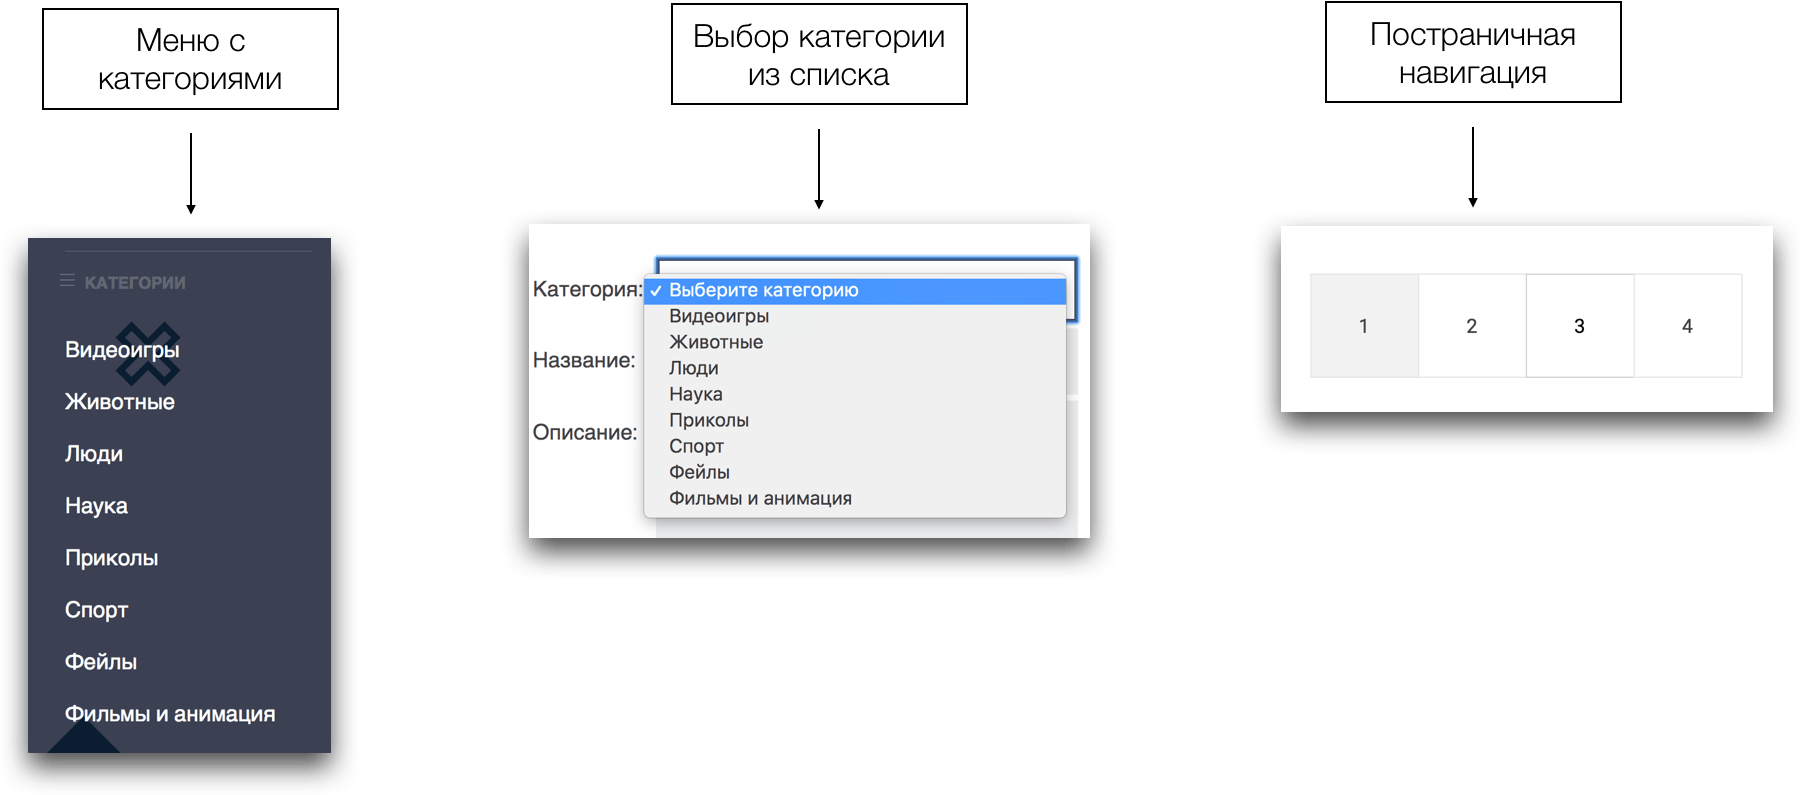 Меню с
категориями
КАТЕГОРИИ
Видеоигры
Животные
Люди
Наука
Приколы
Спорт
Фейлы
Фильмы и анимация
Выбор категории
из списка
Категория:
Выберите категорию
Видеоигры
Животные
Люди
Наука
Приколы
Спорт
Фейлы
Фильмы и анимация
Название:
Описание:
Постраничная
навигация
1 2 3 4